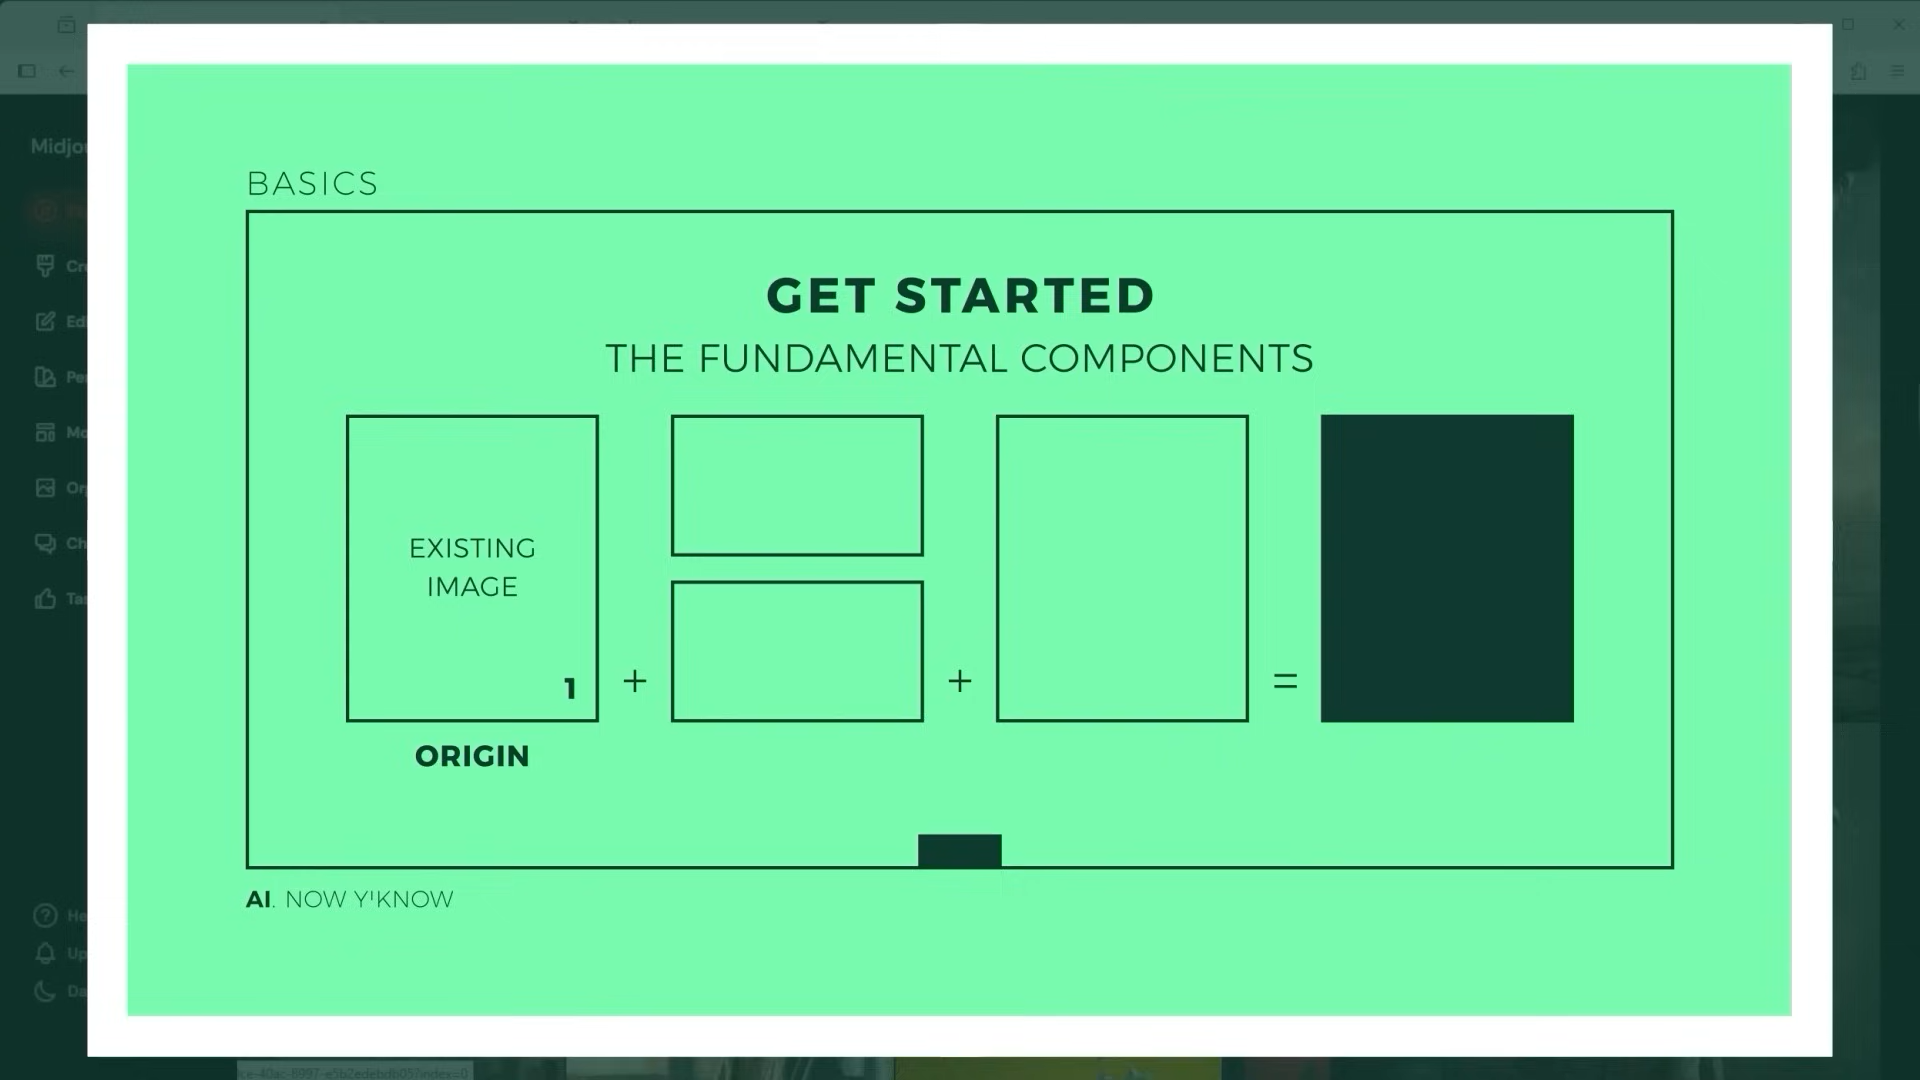 BASICS
GET STARTED
THE FUNDAMENTAL COMPONENTS
EXISTING
IMAGE
1
+
+
=
ORIGIN
AI. NOW Y'KNOW